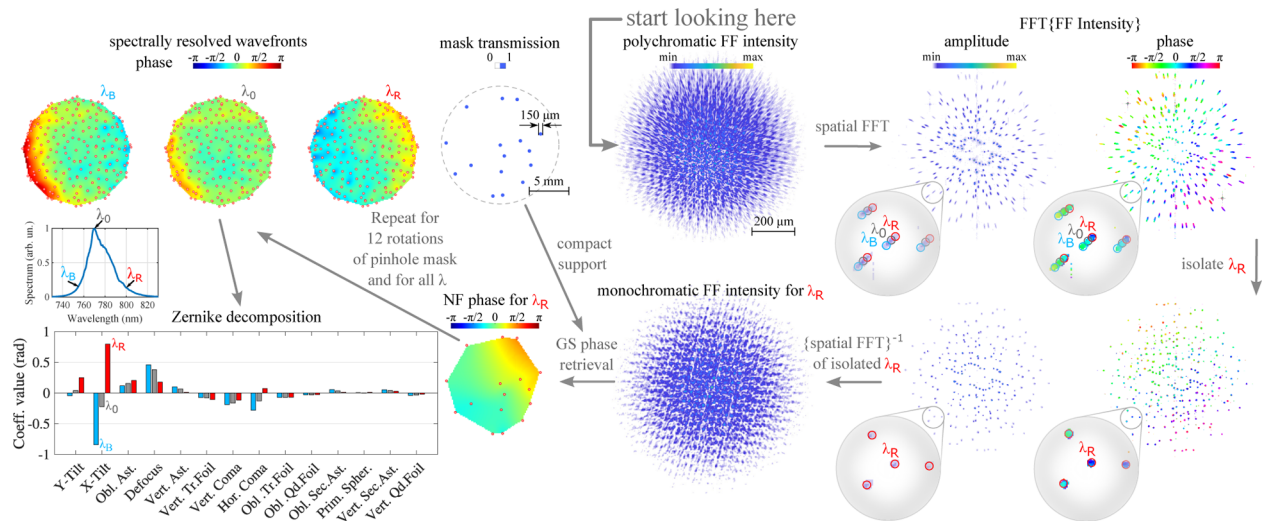 start looking here
polychromatic FF intensity
min
max
200 μm
spatial FFT
FFT{FF Intensity}
amplitude
min
max
phase
-π -π/2 0 π/2 π
λ0
λR
λB
λ0
λR
λB
isolate λR
λR
λR
{spatial FFT}-1
of isolated λR
monochromatic FF intensity for λR
compact
support
GS phase
retrieval
mask transmission
0 1
150 μm
5 mm
NF phase for λR
-π -π/2 0 π/2 π
Repeat for
12 rotations
of pinhole mask
and for all λ
spectrally resolved wavefronts
phase
-π -π/2 0 π/2 π
λB
λ0
λR
λ0
λB
λR
Spectrum (arb. un.)
1
0.5
0
740 760 780 800 820
Wavelength (nm)
Zernike decomposition
Coeff. value (rad)
1
0.5
0
-0.5
-1
λR
λ0
λB
Y-Tilt
X-Tilt
Obl. Ast.
Defocus
Vert. Ast.
Vert. Tr.Foil
Vert. Coma
Hor. Coma
Obl .Tr.Foil
Obl .Qd.Foil
Obl. Sec.Ast.
Prim. Spher.
Vert. Sec.Ast.
Vert. Qd.Foil